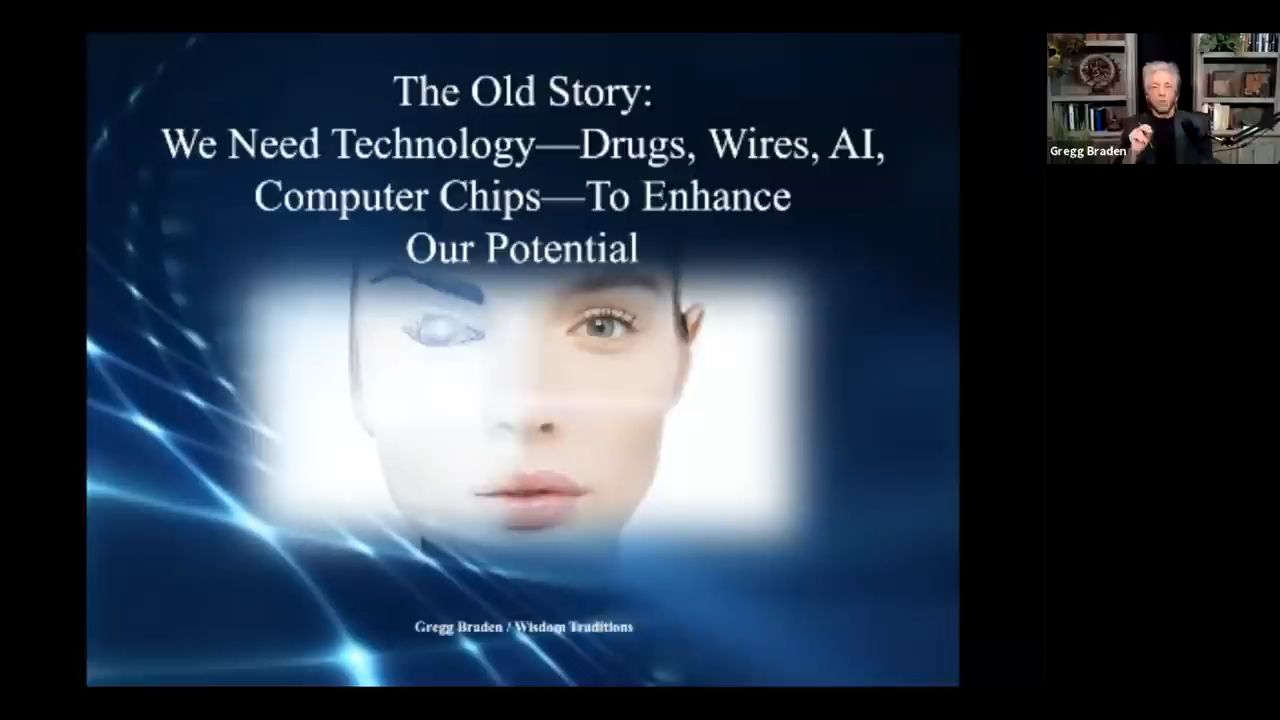 The Old Story:
We Need Technology—Drugs, Wires, AI,
Computer Chips—To Enhance
Our Potential
Gregg Braden / Wisdom Traditions
Gregg Braden